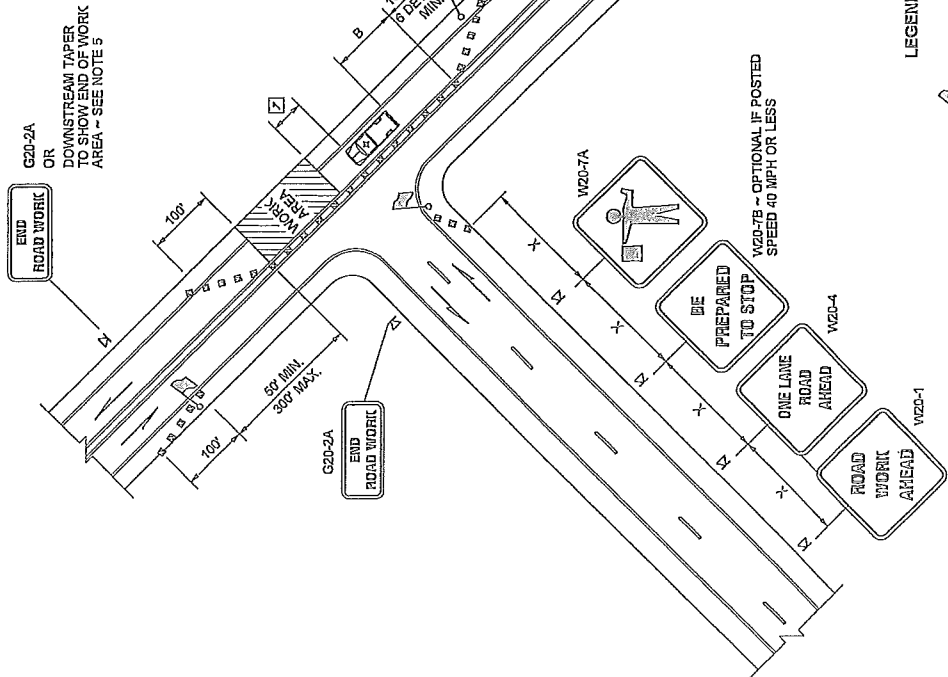 END
ROAD WORK
G20-2A
OR
DOWNSTREAM TAPER
TO SHOW END OF WORK
AREA ~ SEE NOTE 5
100'
WORK
AREA
7
B
MIN.
100'
50' MIN.
300' MAX.
G20-2A
END
ROAD WORK
X
X
X
X
W20-7A
W20-7B ~ OPTIONAL IF POSTED
SPEED 40 MPH OR LESS
BE
PREPARED
TO STOP
W20-4
ONE LANE
ROAD
AHEAD
W20-1
ROAD
WORK
AHEAD